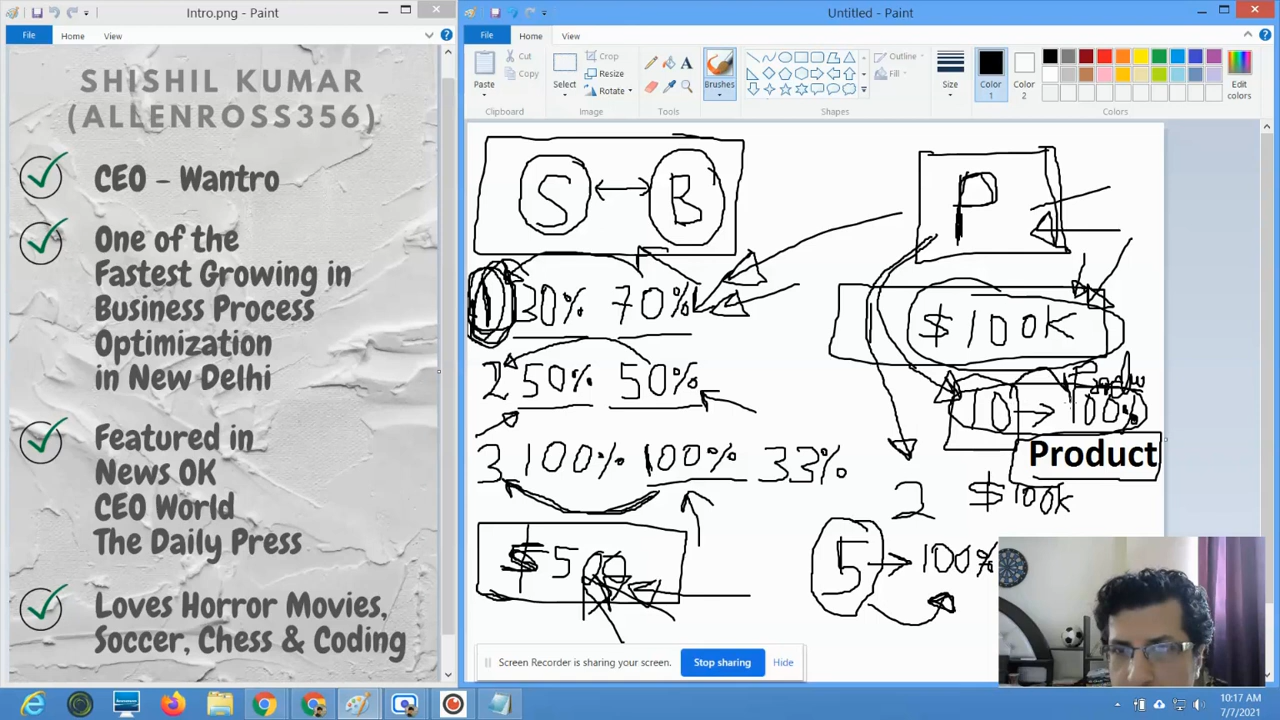 Intro.png - Paint
File
Home
View
SHISHIL KUMAR
(ALLENROSS356)
CEO – Wantro
One of the
Fastest Growing in
Business Process
Optimization
in New Delhi
Featured in
News OK
CEO World
The Daily Press
Loves Horror Movies,
Soccer, Chess & Coding
Untitled - Paint
File
Home
View
Paste
Cut
Copy
Clipboard
Select
Crop
Resize
Rotate
Image
A
Tools
Brushes
Shapes
Outline
Fill
Size
Color
1
Color
2
Edit
colors
Colors
S B
P
1 30% 70%
$100K
2 50% 50%
10 → 100%
Product
3 100% 100% 33%
2 $100K
5 → 100%
Screen Recorder is sharing your screen.
Stop sharing
Hide
10:17 AM
7/7/2021